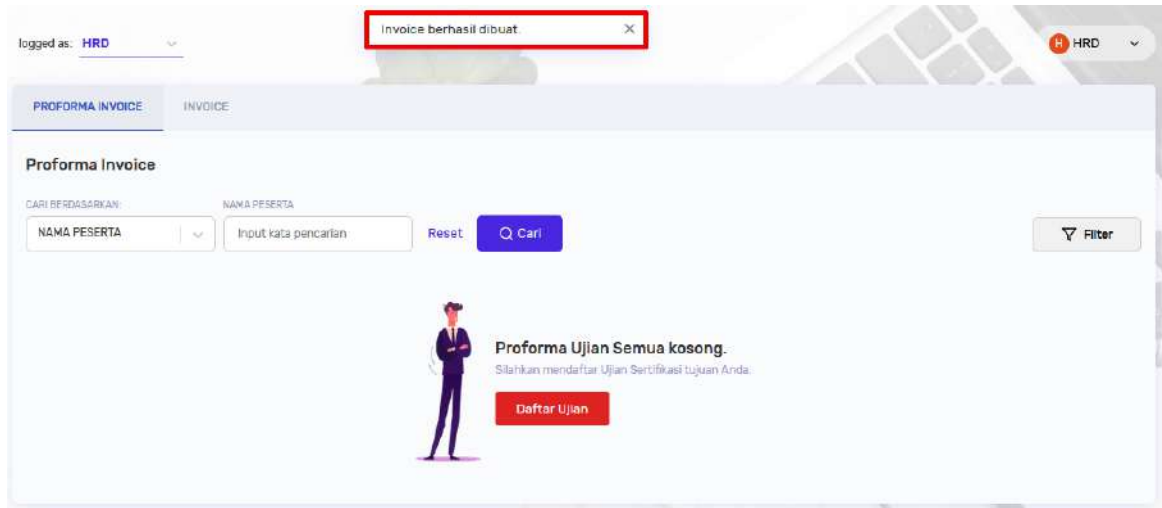 logged as: HRD
Invoice berhasil dibuat.
H HRD
PROFORMA INVOICE INVOICE
Proforma Invoice
CARI BERDASARKAN: NAMA PESERTA
NAMA PESERTA Input kata pencarian Reset Cari Filter
Proforma Ujian Semua kosong.
Silahkan mendaftar Ujian Sertifikasi tujuan Anda.
Daftar Ujian